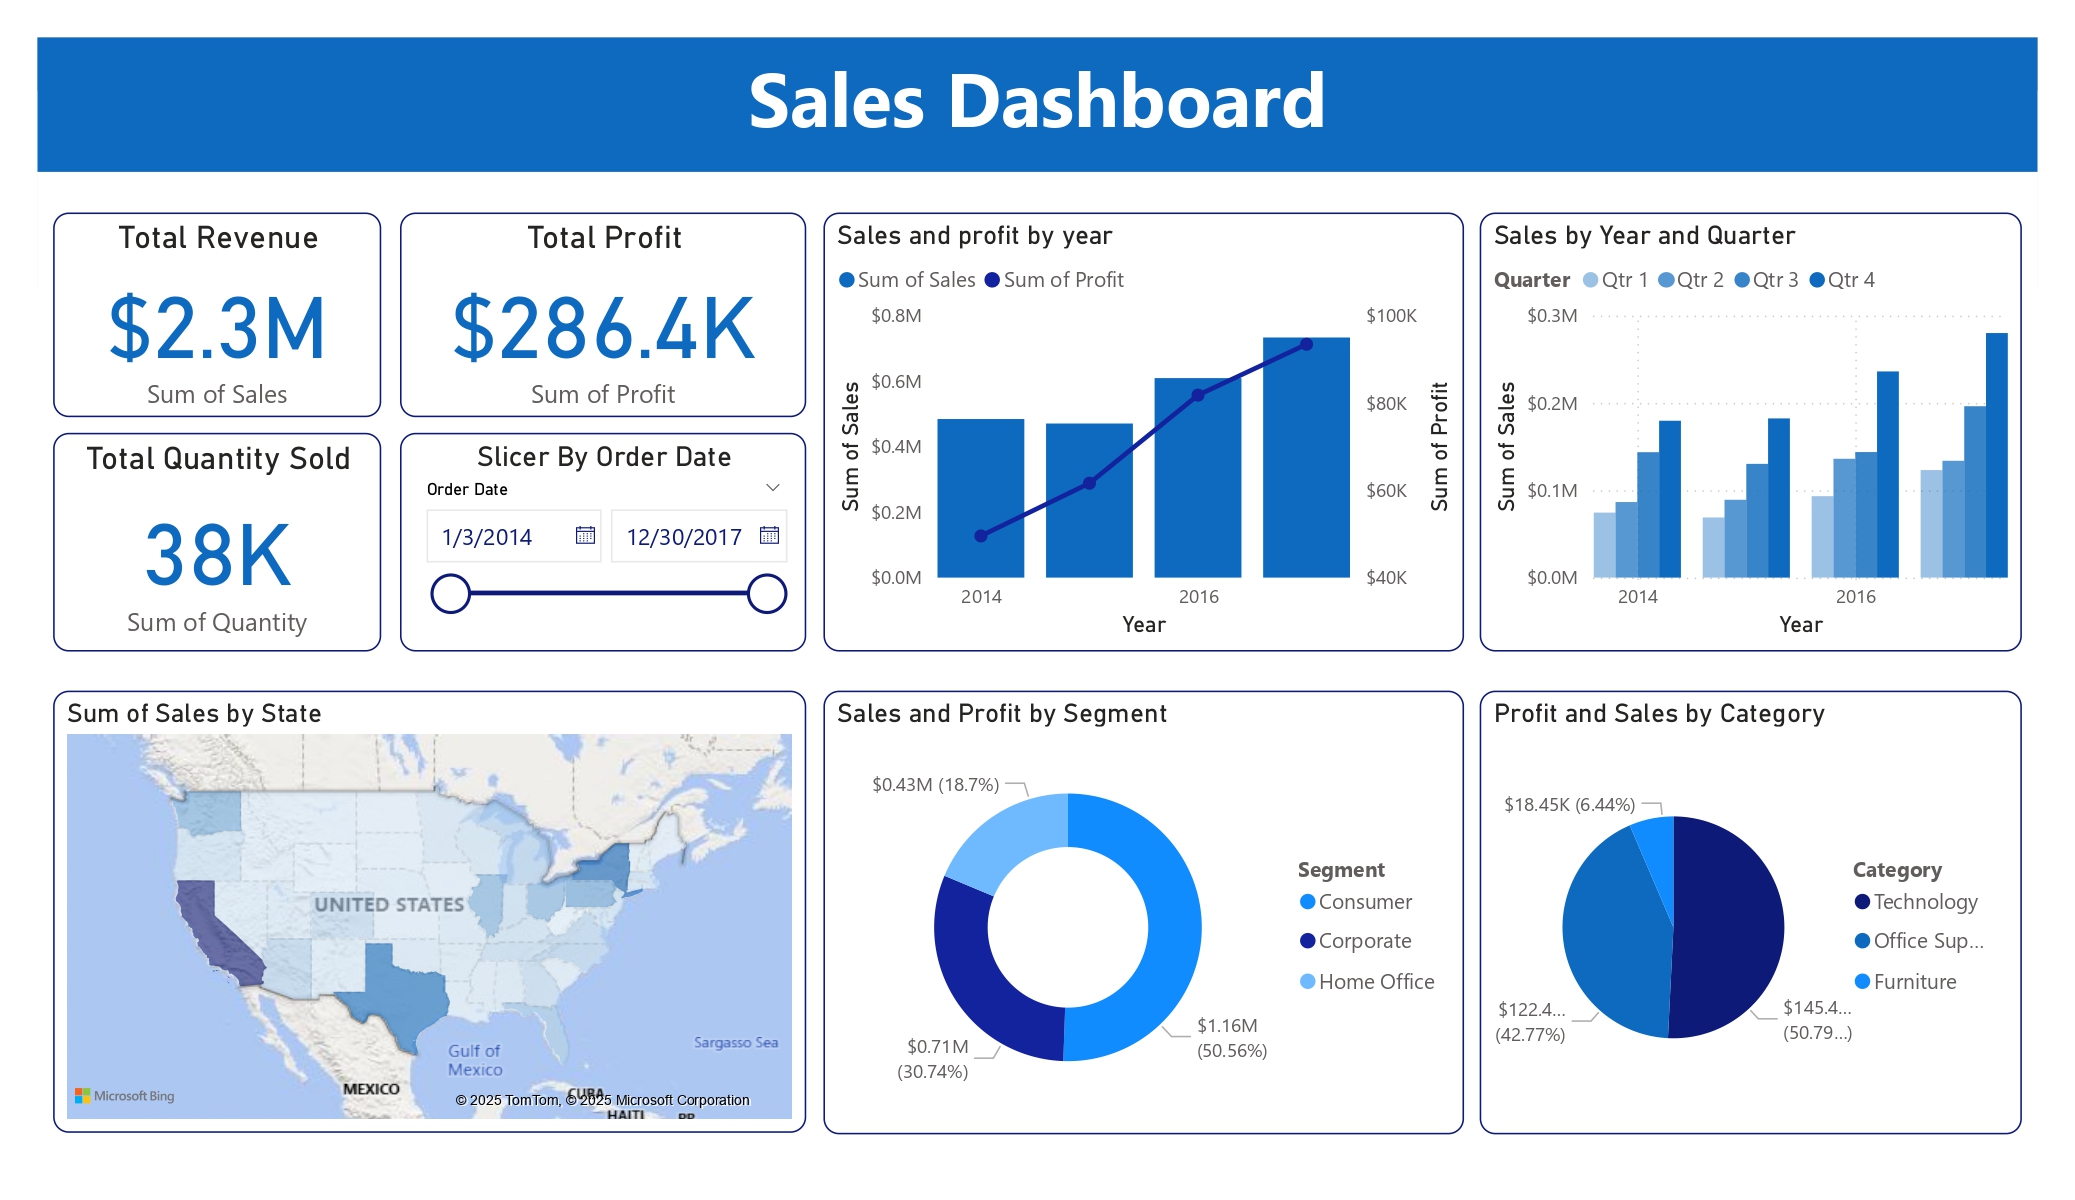 Sales Dashboard
Total Revenue
$2.3M
Sum of Sales
Total Profit
$286.4K
Sum of Profit
Total Quantity Sold
38K
Sum of Quantity
Slicer By Order Date
Order Date
1/3/2014
12/30/2017
Sales and profit by year
Sum of Sales Sum of Profit
Sum of Sales
$0.8M
$0.6M
$0.4M
$0.2M
$0.0M
$100K
$80K
$60K
$40K
Sum of Profit
2014 2016
Year
Sales by Year and Quarter
Quarter Qtr 1 Qtr 2 Qtr 3 Qtr 4
Sum of Sales
$0.3M
$0.2M
$0.1M
$0.0M
2014 2016
Year
Sum of Sales by State
UNITED STATES
Gulf of
Mexico
Sargasso Sea
MEXICO
CUBA
HAITI
PR
Microsoft Bing
© 2025 TomTom, © 2025 Microsoft Corporation
Sales and Profit by Segment
$0.43M (18.7%)
$0.71M
(30.74%)
$1.16M
(50.56%)
Segment
Consumer
Corporate
Home Office
Profit and Sales by Category
$18.45K (6.44%)
$122.4...
(42.77%)
$145.4...
(50.79...)
Category
Technology
Office Sup...
Furniture